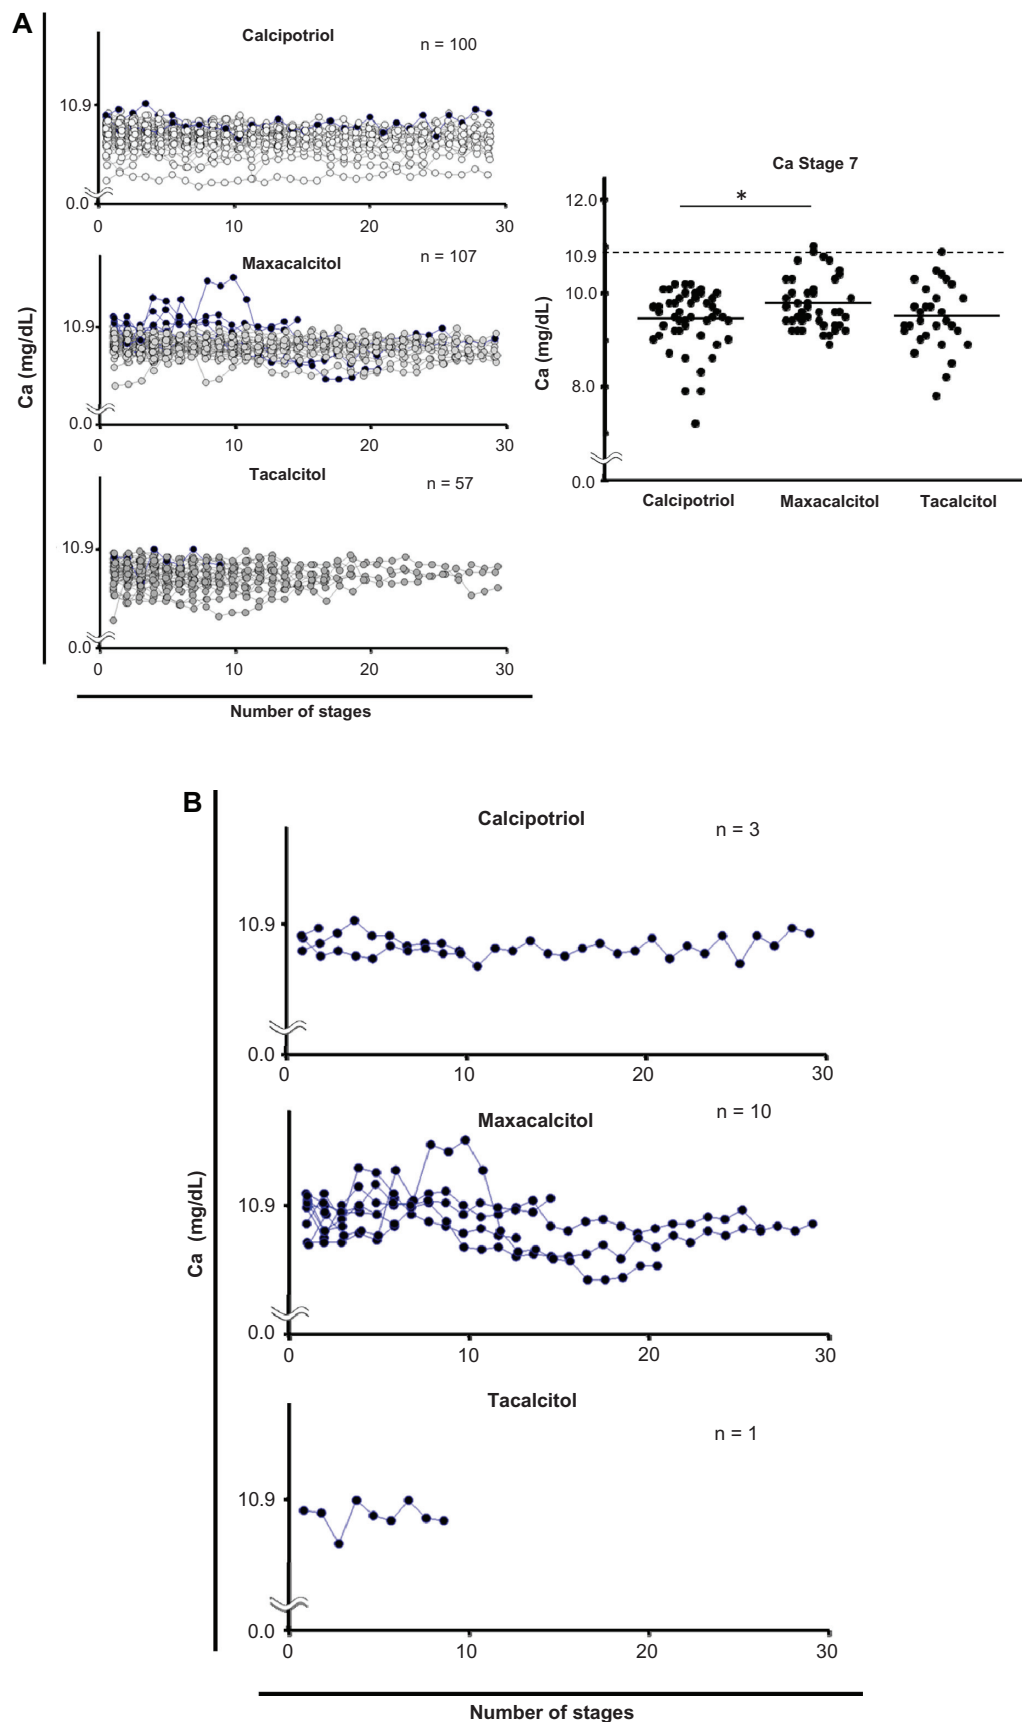 A
Calcipotriol
n = 100
10.9
0.0
0 10 20 30
Maxacalcitol
n = 107
10.9
0.0
0 10 20 30
Tacalcitol
n = 57
10.9
0.0
0 10 20 30
Ca (mg/dL)
Number of stages
Ca Stage 7
*
12.0
10.9
10.0
8.0
0.0
Ca (mg/dL)
Calcipotriol Maxacalcitol Tacalcitol
B
Calcipotriol
n = 3
10.9
0.0
0 10 20 30
Maxacalcitol
n = 10
10.9
0.0
0 10 20 30
Tacalcitol
n = 1
10.9
0.0
0 10 20 30
Ca (mg/dL)
Number of stages